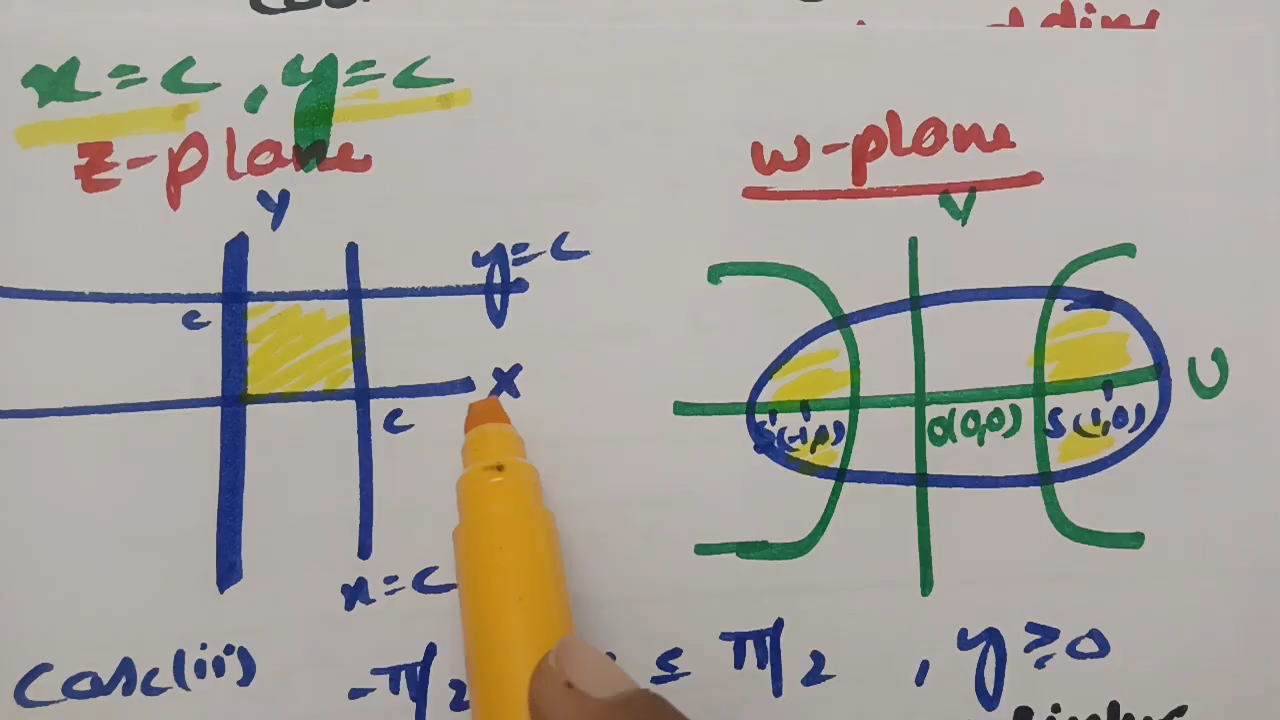 x=c , y=c
z-plane
w-plane
Y
V
y=c
c
X
U
c
S'(-1,0)
O(0,0)
S(1,0)
x=c
Case(ii) -π/2 ≤ π/2 , y≥0